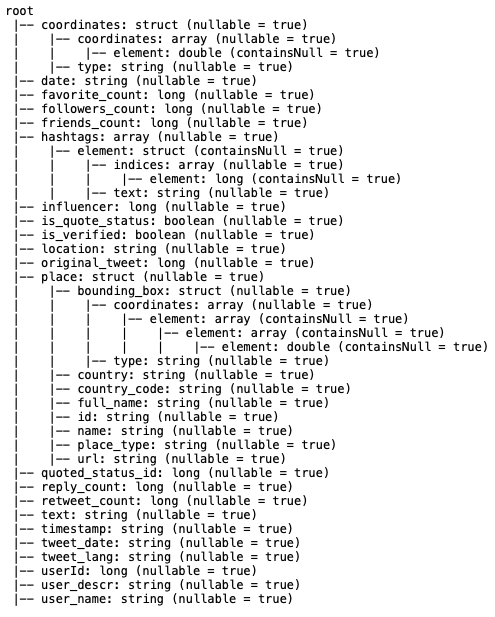 root
 |-- coordinates: struct (nullable = true)
 |    |-- coordinates: array (nullable = true)
 |    |    |-- element: double (containsNull = true)
 |    |-- type: string (nullable = true)
 |-- date: string (nullable = true)
 |-- favorite_count: long (nullable = true)
 |-- followers_count: long (nullable = true)
 |-- friends_count: long (nullable = true)
 |-- hashtags: array (nullable = true)
 |    |-- element: struct (containsNull = true)
 |    |    |-- indices: array (nullable = true)
 |    |    |    |-- element: long (containsNull = true)
 |    |    |-- text: string (nullable = true)
 |-- influencer: long (nullable = true)
 |-- is_quote_status: boolean (nullable = true)
 |-- is_verified: boolean (nullable = true)
 |-- location: string (nullable = true)
 |-- original_tweet: long (nullable = true)
 |-- place: struct (nullable = true)
 |    |-- bounding_box: struct (nullable = true)
 |    |    |-- coordinates: array (nullable = true)
 |    |    |    |-- element: array (containsNull = true)
 |    |    |    |    |-- element: array (containsNull = true)
 |    |    |    |    |    |-- element: double (containsNull = true)
 |    |    |-- type: string (nullable = true)
 |    |-- country: string (nullable = true)
 |    |-- country_code: string (nullable = true)
 |    |-- full_name: string (nullable = true)
 |    |-- id: string (nullable = true)
 |    |-- name: string (nullable = true)
 |    |-- place_type: string (nullable = true)
 |    |-- url: string (nullable = true)
 |-- quoted_status_id: long (nullable = true)
 |-- reply_count: long (nullable = true)
 |-- retweet_count: long (nullable = true)
 |-- text: string (nullable = true)
 |-- timestamp: string (nullable = true)
 |-- tweet_date: string (nullable = true)
 |-- tweet_lang: string (nullable = true)
 |-- userId: long (nullable = true)
 |-- user_descr: string (nullable = true)
 |-- user_name: string (nullable = true)